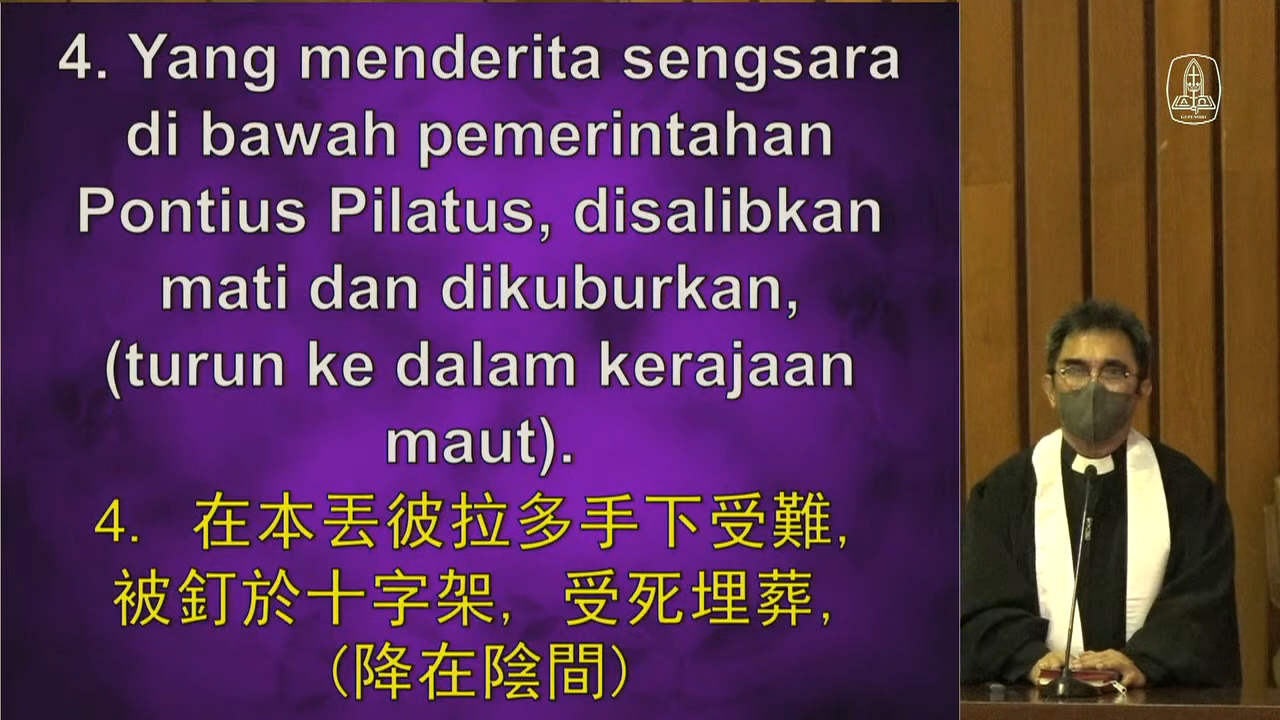 4. Yang menderita sengsara
di bawah pemerintahan
Pontius Pilatus, disalibkan
mati dan dikuburkan,
(turun ke dalam kerajaan
maut).
4. 在本丟彼拉多手下受難,
被釘於十字架, 受死埋葬,
(降在陰間)